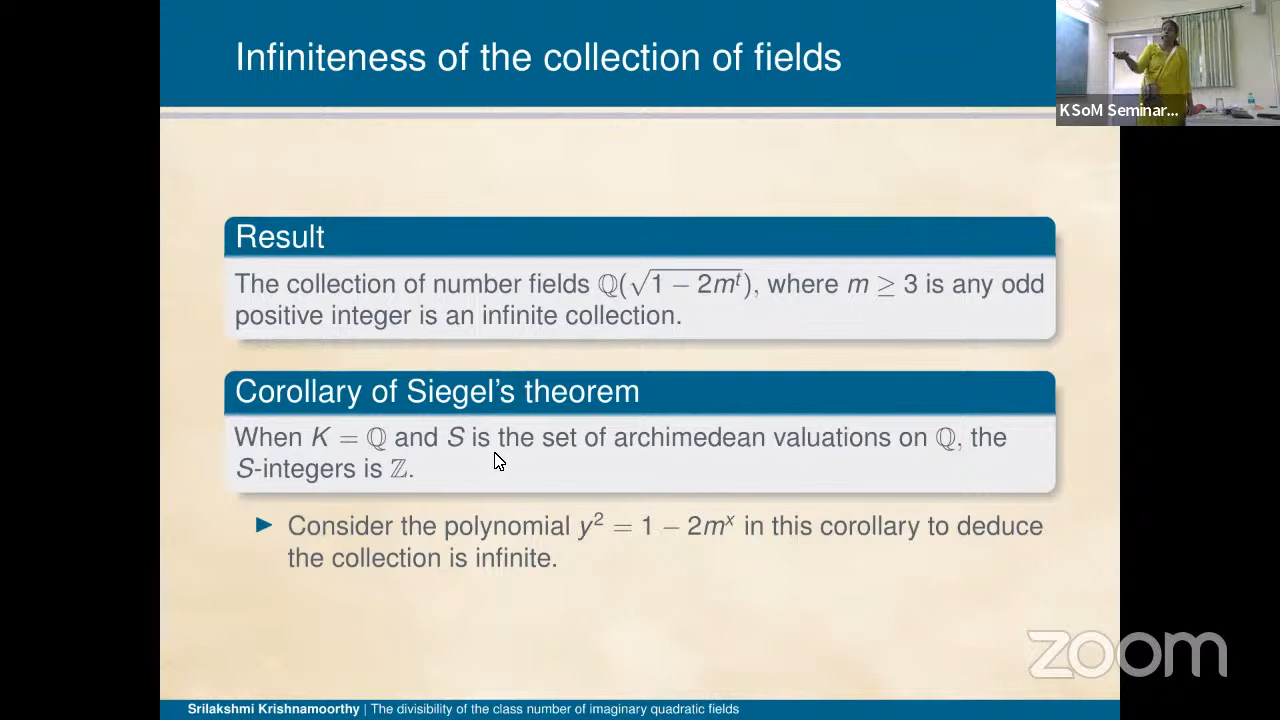 Infiniteness of the collection of fields
KSoM Seminar...
Result
The collection of number fields ℚ(√1 − 2mᵗ), where m ≥ 3 is any odd
positive integer is an infinite collection.
Corollary of Siegel's theorem
When K = ℚ and S is the set of archimedean valuations on ℚ, the
S-integers is ℤ.
▶ Consider the polynomial y² = 1 − 2mˣ in this corollary to deduce
the collection is infinite.
zoom
Srilakshmi Krishnamoorthy | The divisibility of the class number of imaginary quadratic fields